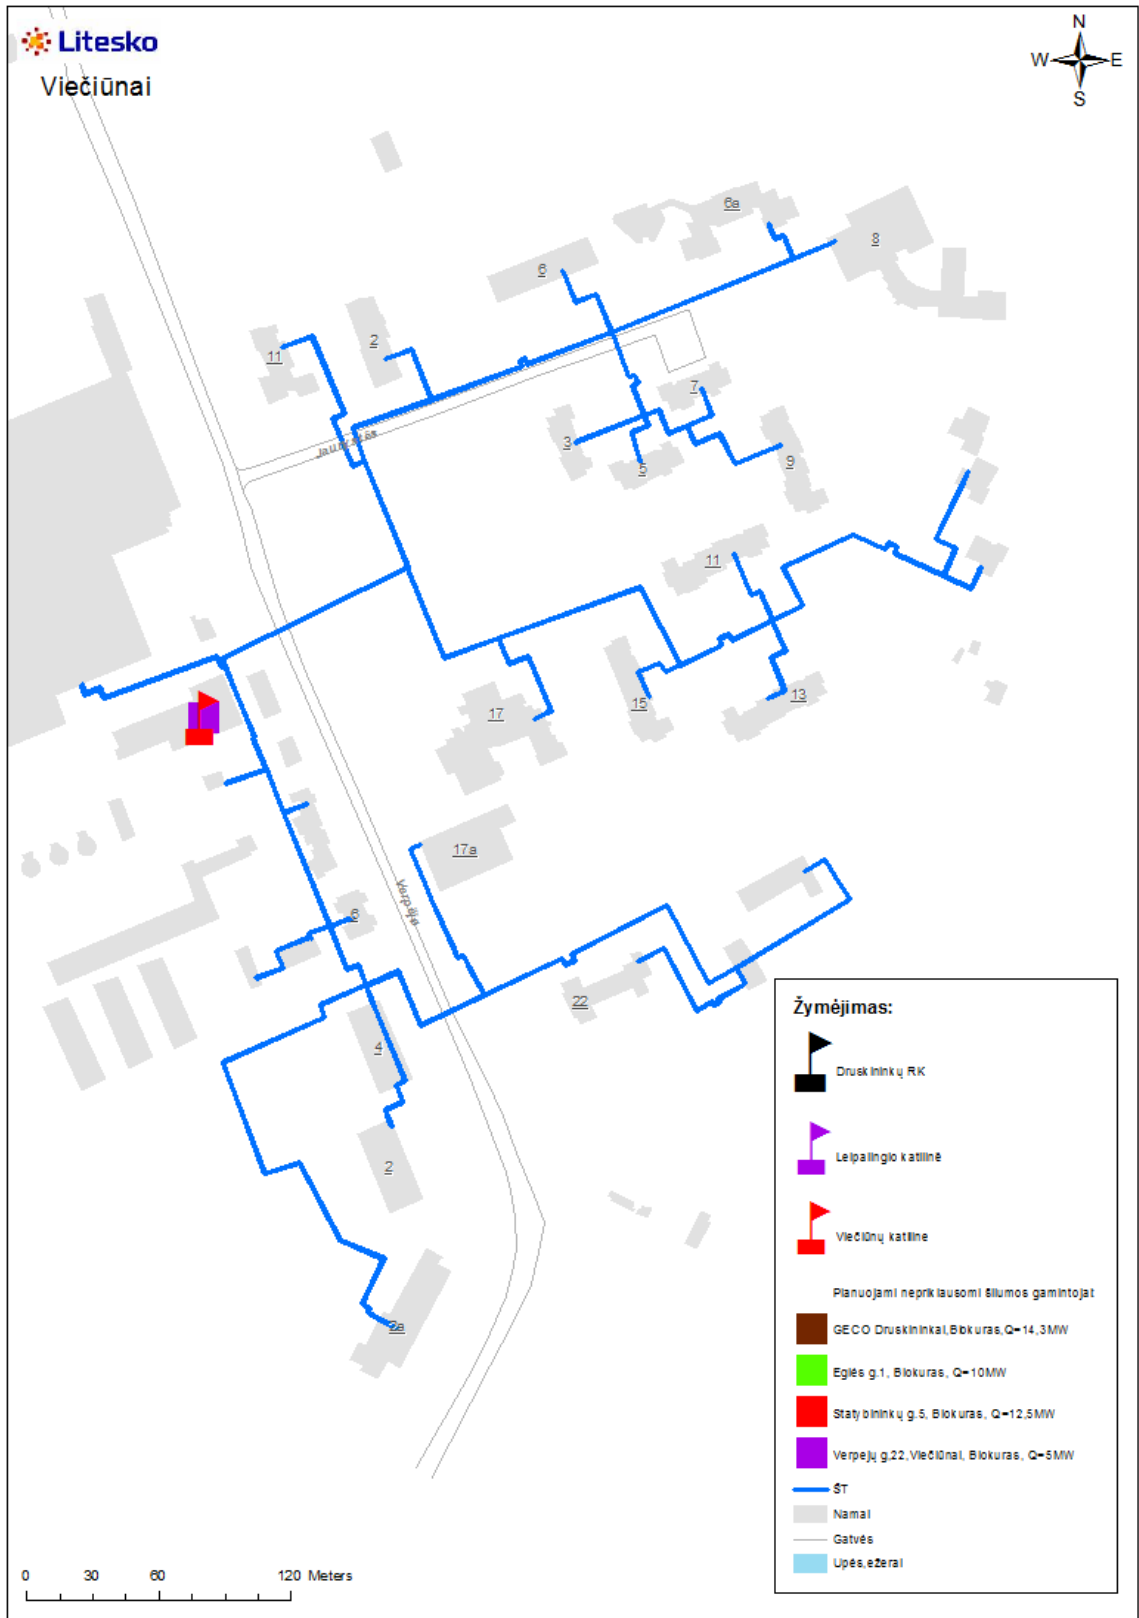 Litesko
Viečiūnai
N
W
E
S
6a
8
6
2
11
7
3
5
9
Jaunystės
11
15
13
17
17a
Verpėjų
6
22
4
2
2a
Žymėjimas:
Druskininkų RK
Leipalingio katilinė
Viečiūnų katilinė
Planuojami nepriklausomi šilumos gamintojai
GECO Druskininkai,Biokuras,Q=14,3MW
Eglės g.1, Biokuras, Q=10MW
Statybininkų g.5, Biokuras, Q=12,5MW
Verpejų g,22,Viečiūnai, Biokuras, Q=5MW
ŠT
Namai
Gatvės
Upės,ežerai
0 30 60 120 Meters